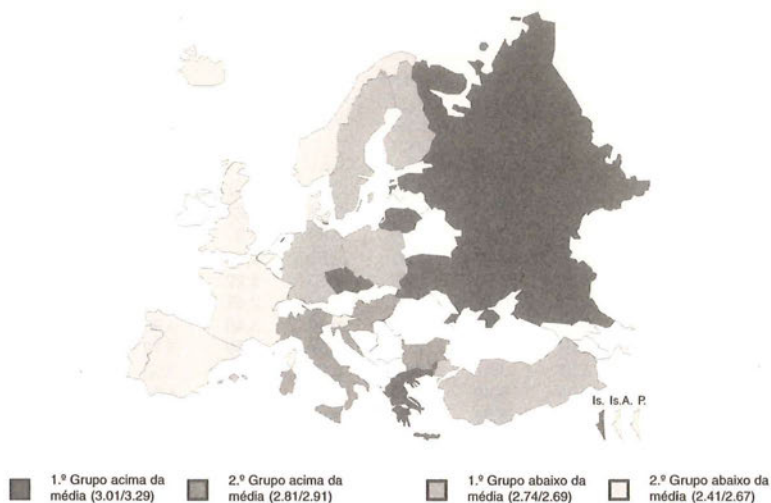 Is. Is.A. P.
1.º Grupo acima da
média (3.01/3.29)
2.º Grupo acima da
média (2.81/2.91)
1.º Grupo abaixo da
média (2.74/2.69)
2.º Grupo abaixo da
média (2.41/2.67)